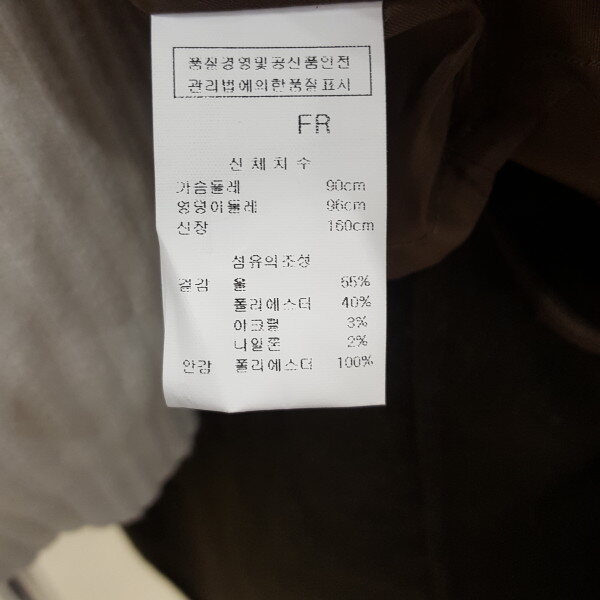 품질경영및공산품안전
관리법에의한품질표시
FR
신체치수
가슴둘레 90cm
엉덩이둘레 96cm
신장 160cm
섬유의조성
겉감 울 55%
폴리에스터 40%
아크릴 3%
나일론 2%
안감 폴리에스터 100%